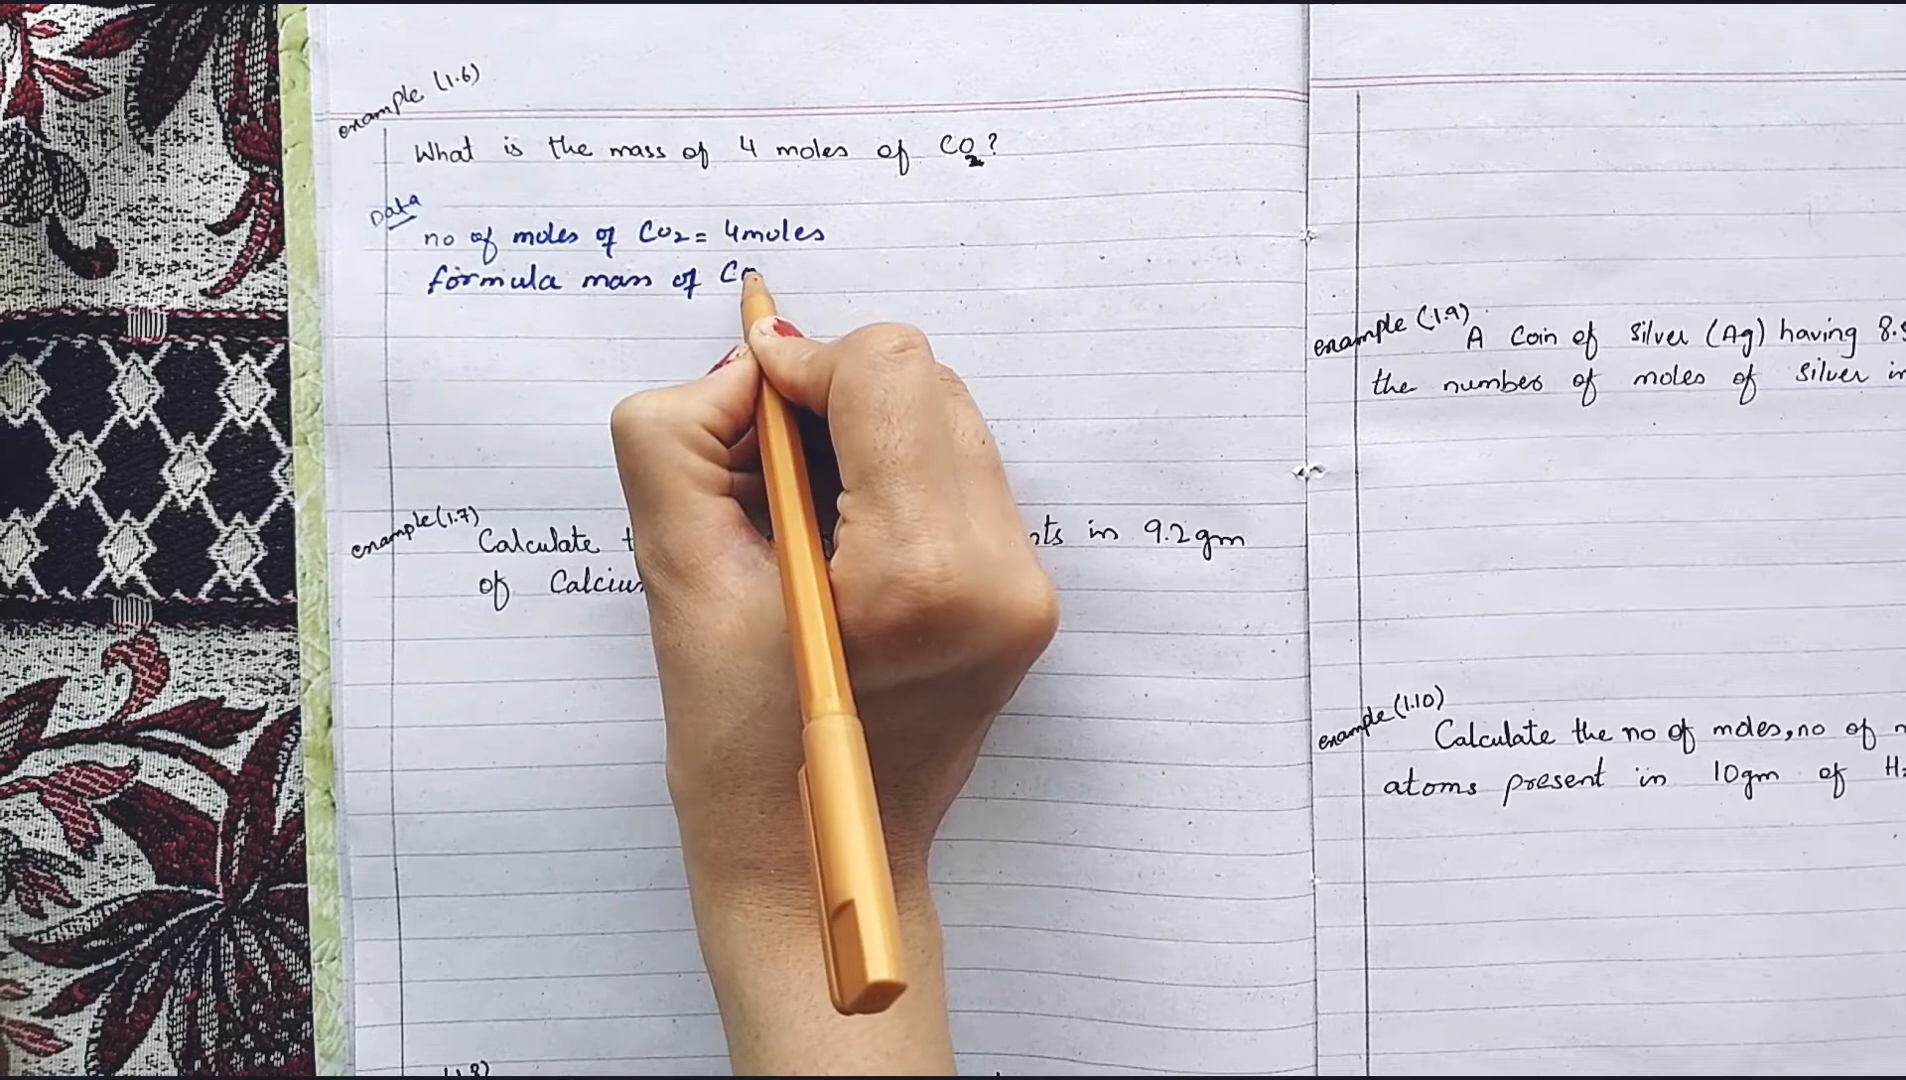 example (1.6)
What is the mass of 4 moles of CO2?
Data
no of moles of CO2 = 4moles
formula mass of
example (1.7)
Calculate in 9.2gm
of
example (1.9)
A Coin of Silver (Ag) having
the number of moles of Silver
example (1.10)
Calculate the no of moles, no of
atoms present in 10gm of